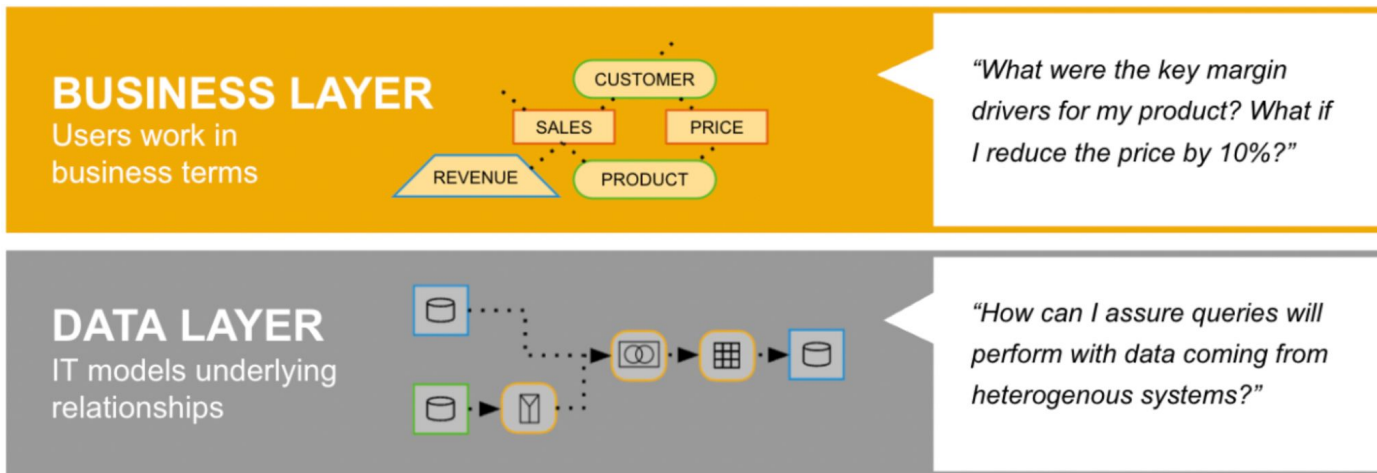 BUSINESS LAYER
Users work in
business terms
CUSTOMER
SALES
PRICE
REVENUE
PRODUCT
“What were the key margin
drivers for my product? What if
I reduce the price by 10%?”
DATA LAYER
IT models underlying
relationships
“How can I assure queries will
perform with data coming from
heterogenous systems?”